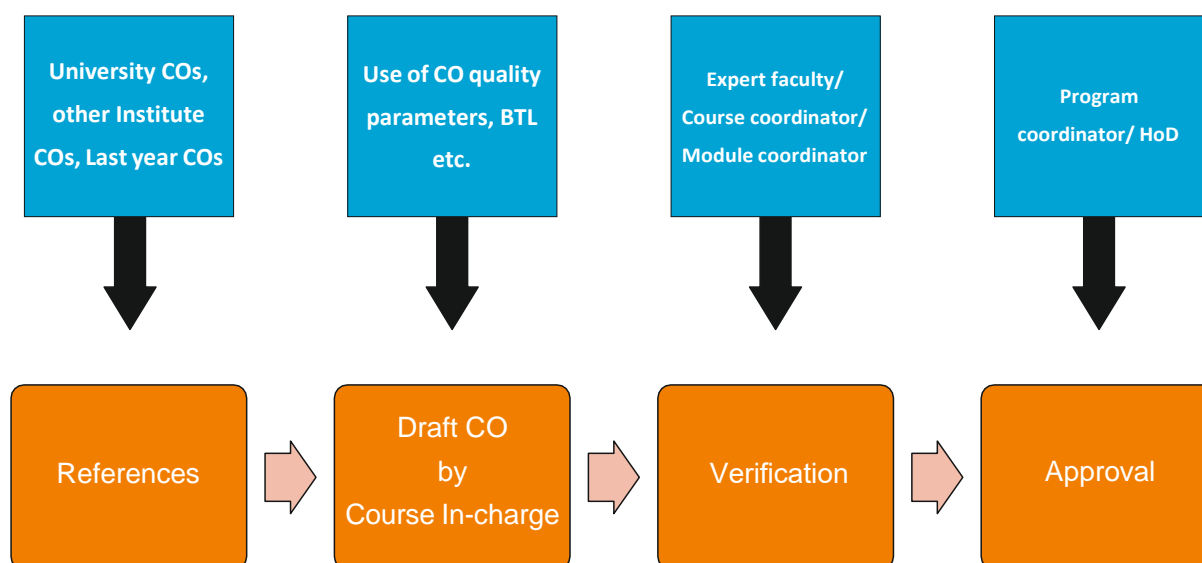 University COs,
other Institute
COs, Last year COs
Use of CO quality
parameters, BTL
etc.
Expert faculty/
Course coordinator/
Module coordinator
Program
coordinator/ HoD
References
Draft CO
by
Course In-charge
Verification
Approval